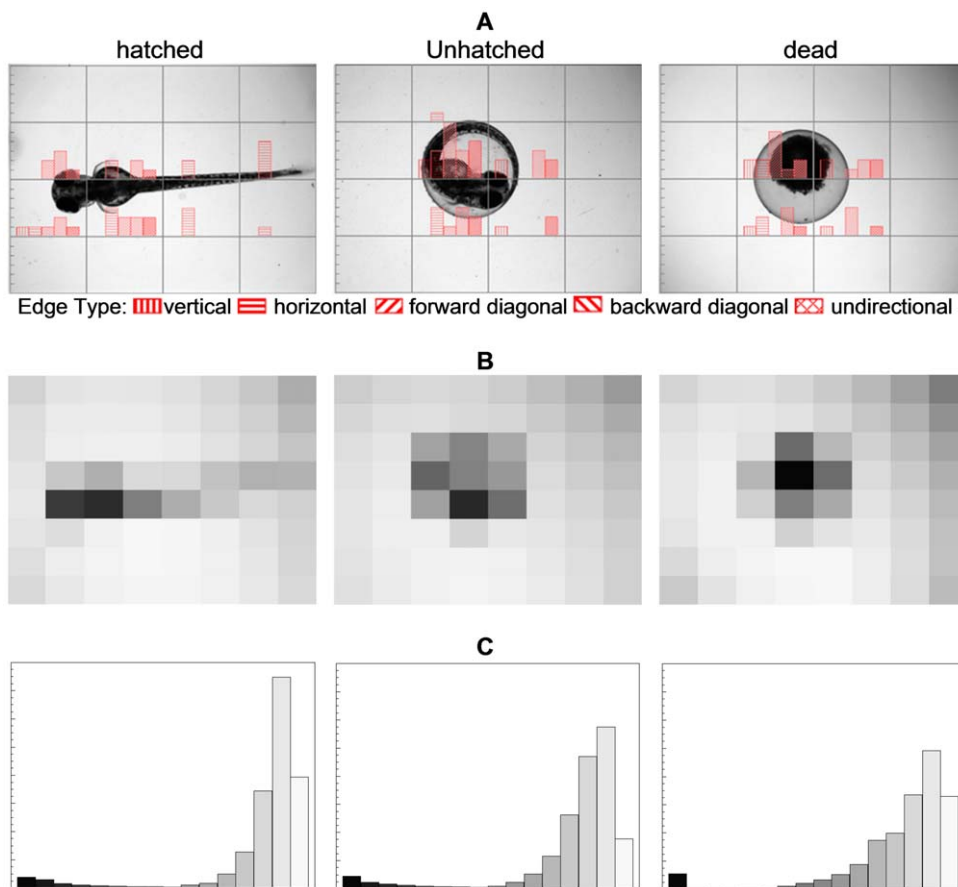 A
hatched Unhatched dead
Edge Type: vertical horizontal forward diagonal backward diagonal undirectional
B
C